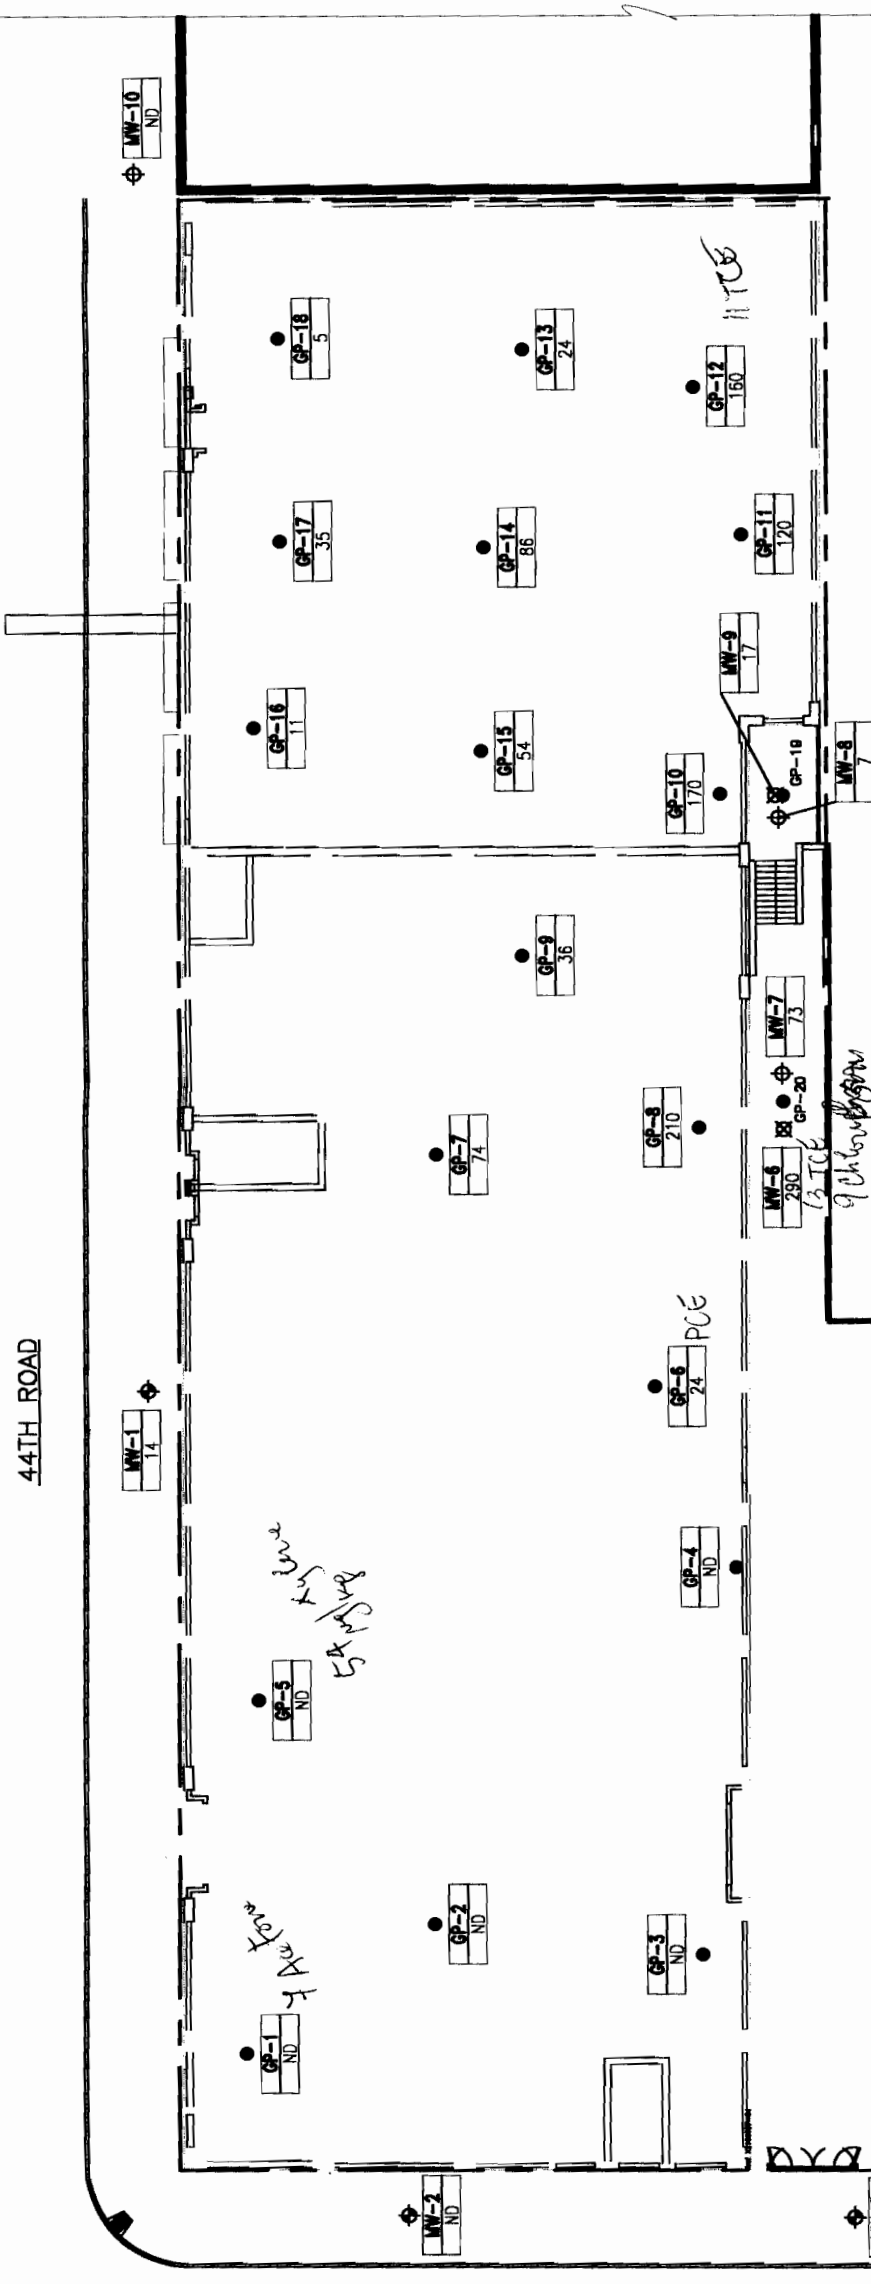 44TH ROAD
MW-10
ND
GP-18
5
GP-13
24
11 TCE
GP-12
160
GP-17
35
GP-14
86
GP-11
120
MW-9
17
GP-16
11
GP-15
54
GP-10
170
GP-19
MW-8
7
GP-9
36
MW-7
73
GP-20
GP-7
74
GP-8
210
MW-6
290
13 TCE
9
MW-1
14
GP-6
24
PCE
GP-4
ND
GP-5
ND
GP-2
ND
GP-3
ND
GP-1
ND
7
MW-2
ND